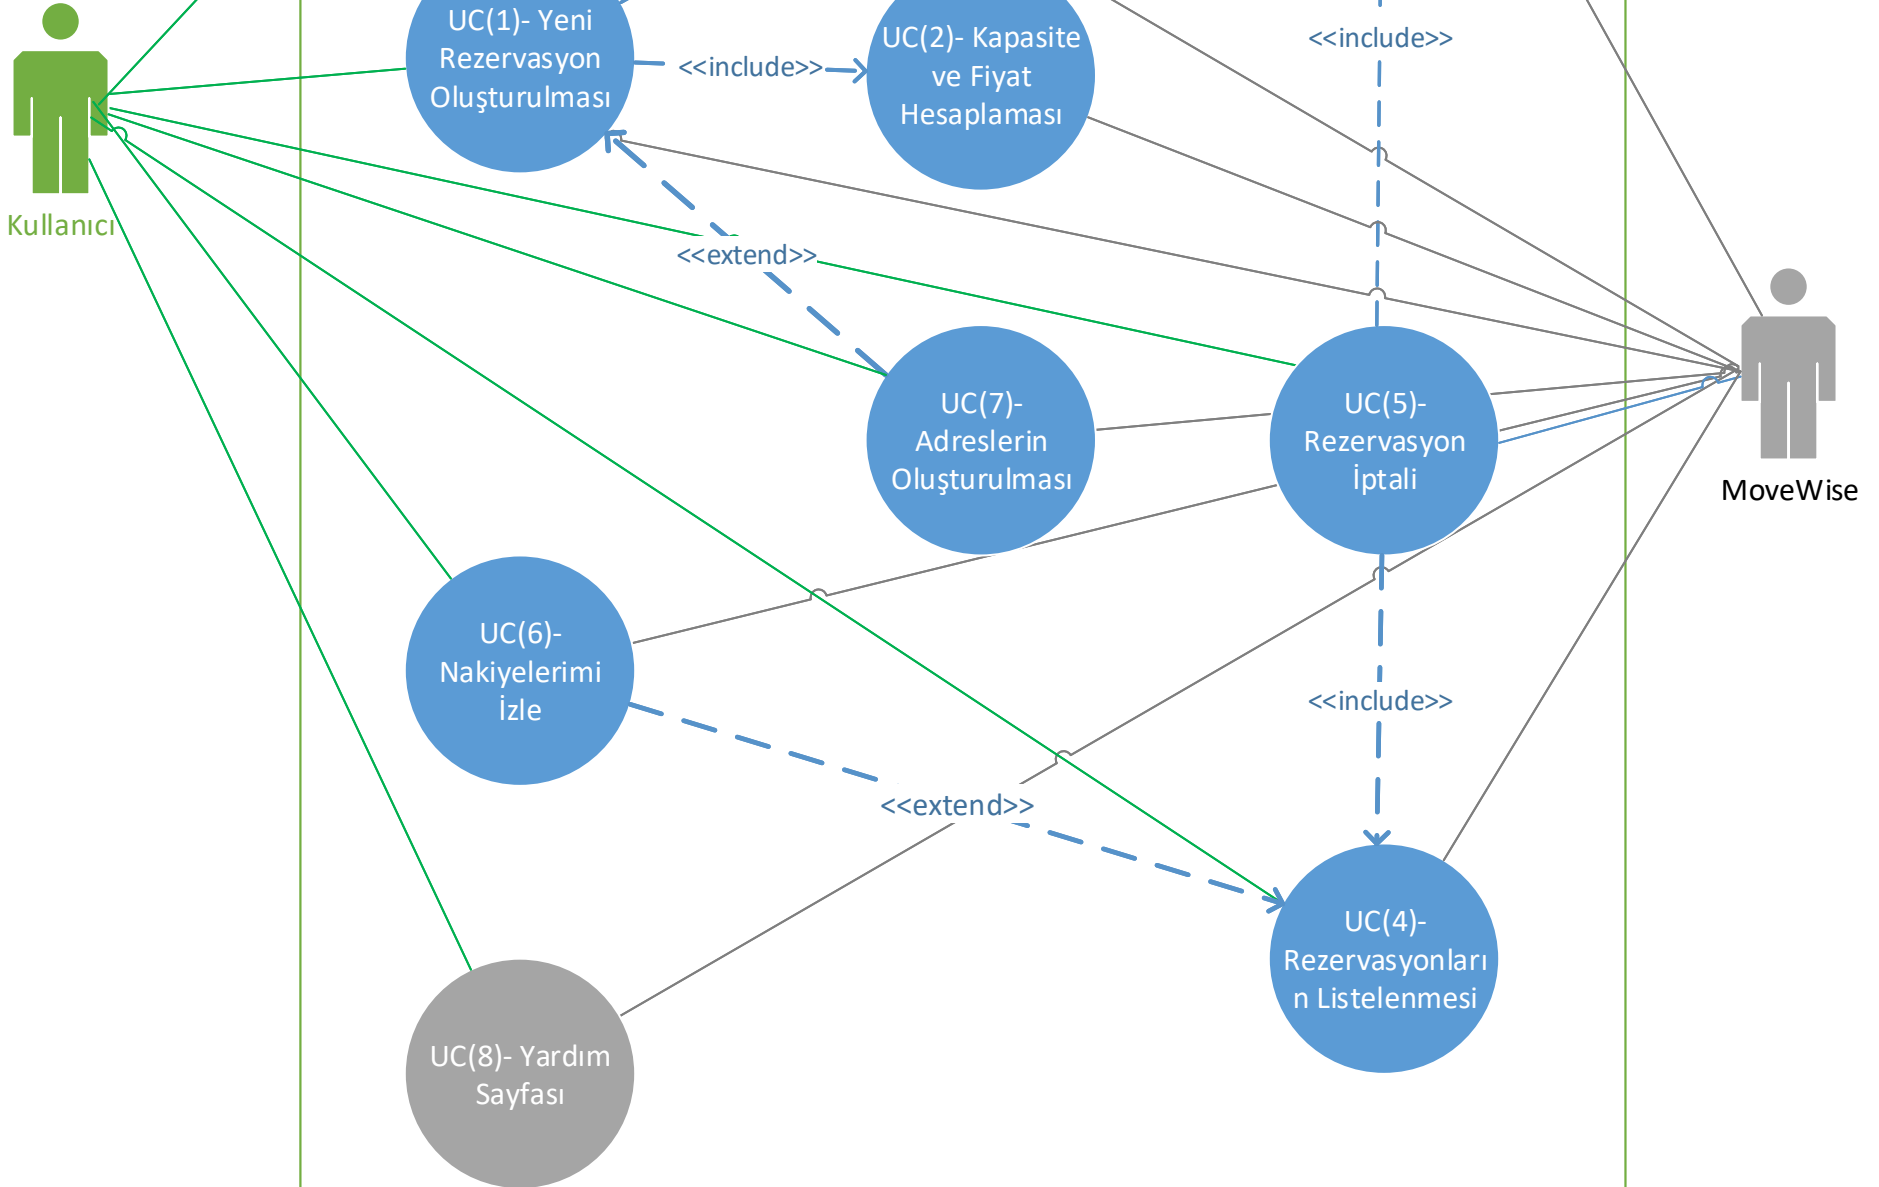 UC(1)- Yeni
Rezervasyon
Oluşturulması
<<include>>
UC(2)- Kapasite
ve Fiyat
Hesaplaması
<<include>>
Kullanıcı
<<extend>>
UC(7)-
Adreslerin
Oluşturulması
UC(5)-
Rezervasyon
İptali
MoveWise
UC(6)-
Nakiyelerimi
İzle
<<include>>
<<extend>>
UC(4)-
Rezervasyonları
n Listelenmesi
UC(8)- Yardım
Sayfası